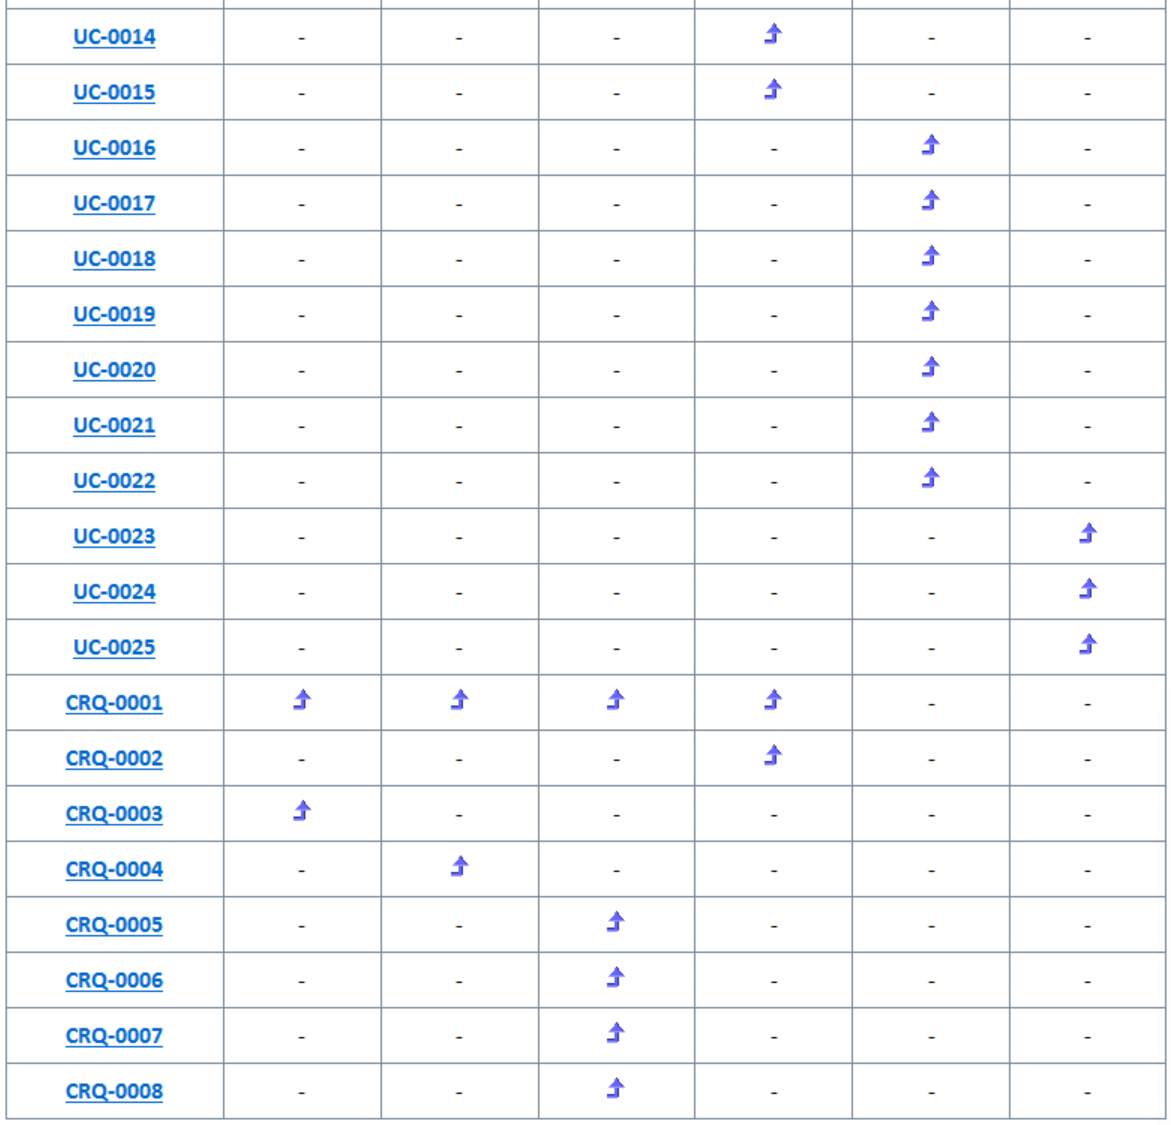 UC-0014 - - - - -
UC-0015 - - - - -
UC-0016 - - - - -
UC-0017 - - - - -
UC-0018 - - - - -
UC-0019 - - - - -
UC-0020 - - - - -
UC-0021 - - - - -
UC-0022 - - - - -
UC-0023 - - - - -
UC-0024 - - - - -
UC-0025 - - - - -
CRQ-0001 - -
CRQ-0002 - - - - -
CRQ-0003 - - - - -
CRQ-0004 - - - - -
CRQ-0005 - - - - -
CRQ-0006 - - - - -
CRQ-0007 - - - - -
CRQ-0008 - - - - -